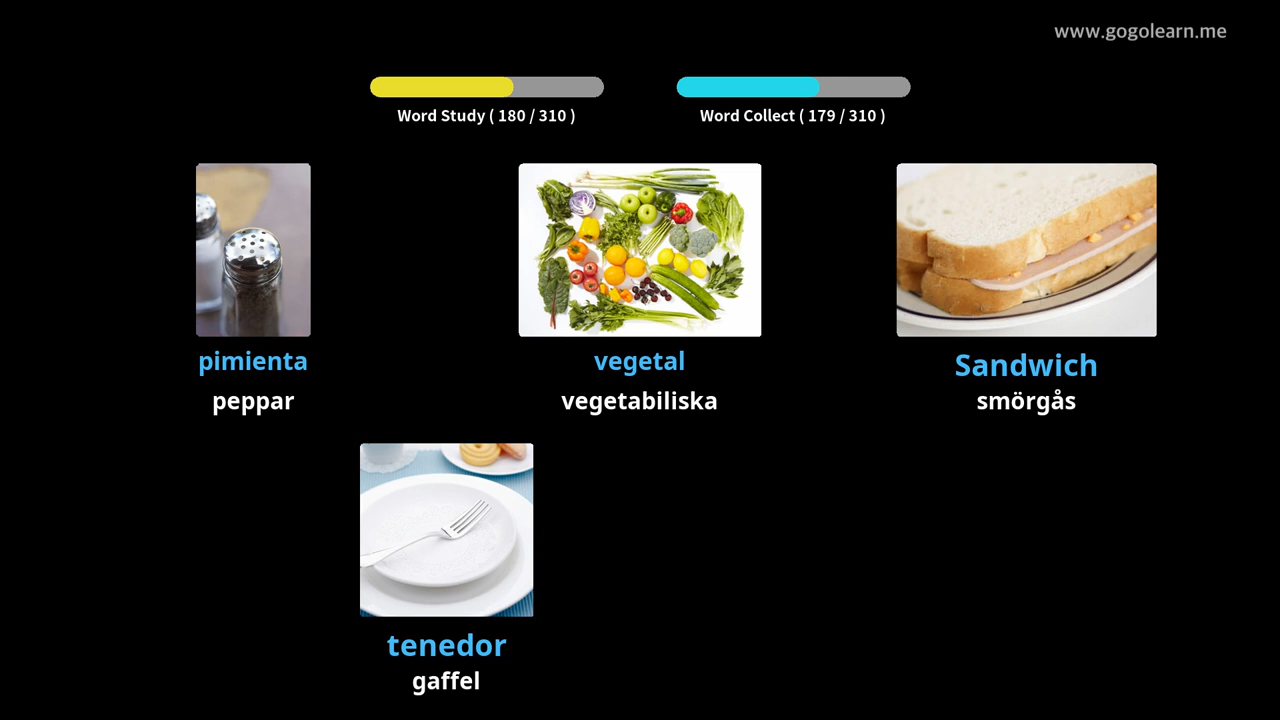 www.gogolearn.me
Word Study ( 180 / 310 )
Word Collect ( 179 / 310 )
pimienta
peppar
vegetal
vegetabiliska
Sandwich
smörgås
tenedor
gaffel